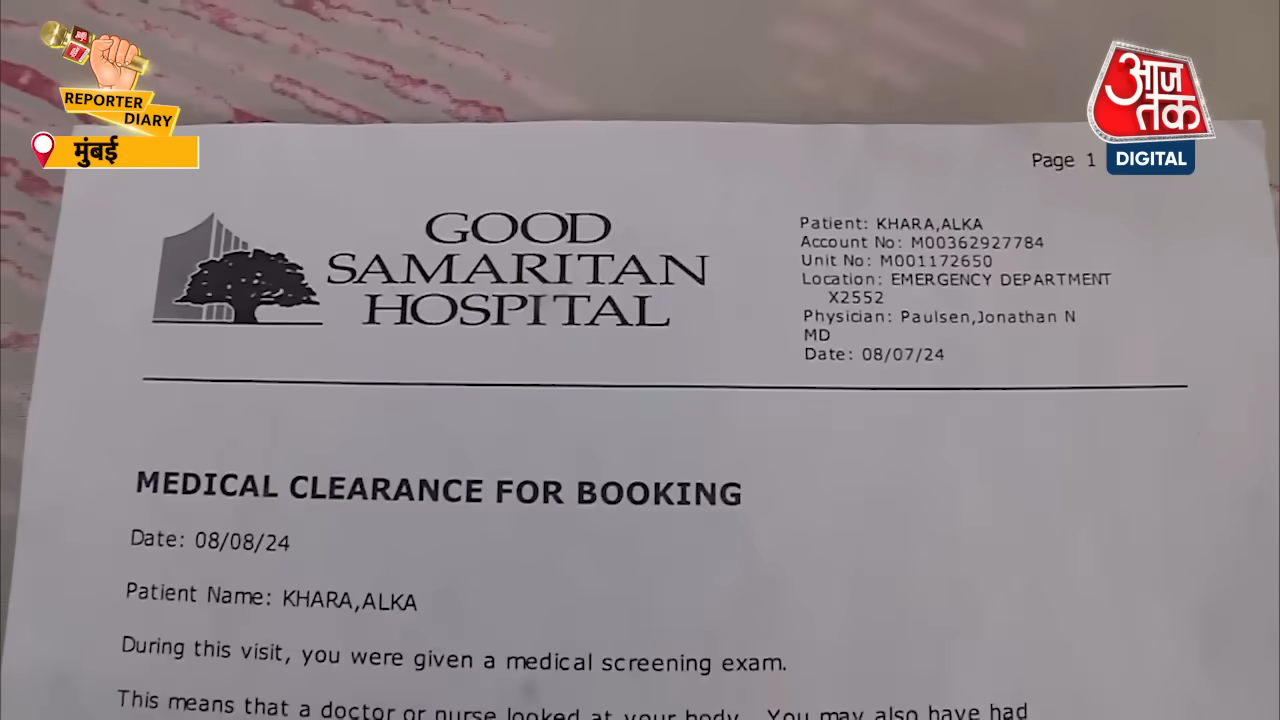 REPORTER
DIARY
मुंबई
आज
तक
DIGITAL
Page 1
GOOD
SAMARITAN
HOSPITAL
Patient: KHARA,ALKA
Account No: M00362927784
Unit No: M001172650
Location: EMERGENCY DEPARTMENT
X2552
Physician: Paulsen,Jonathan N
MD
Date: 08/07/24
MEDICAL CLEARANCE FOR BOOKING
Date: 08/08/24
Patient Name: KHARA,ALKA
During this visit, you were given a medical screening exam.
This means that a doctor or nurse looked at your body. You may also have had